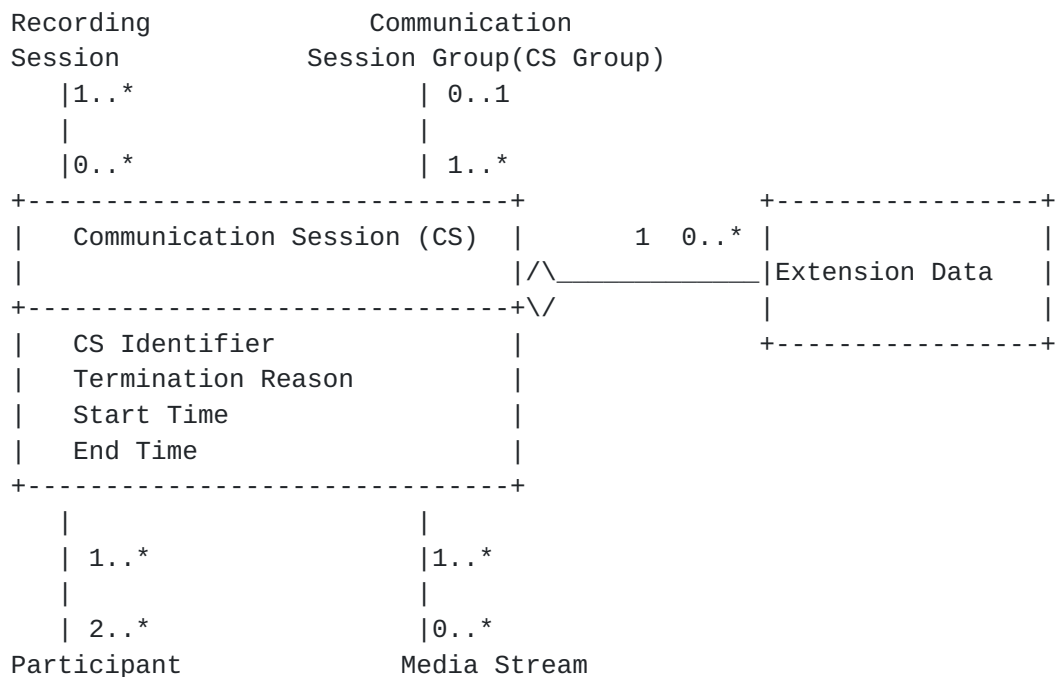 Recording              Communication
Session            Session Group(CS Group)
   |1..*                  | 0..1
   |                      |
   |0..*                  | 1..*
+-------------------------------+               +-----------------+
|   Communication Session (CS)  |       1  0..* |                 |
|                               |/\_____________|Extension Data   |
+-------------------------------+\/             |                 |
|   CS Identifier               |               +-----------------+
|   Termination Reason          |
|   Start Time                  |
|   End Time                    |
+-------------------------------+
   |                      |
   | 1..*                 |1..*
   |                      |
   | 2..*                 |0..*
Participant              Media Stream